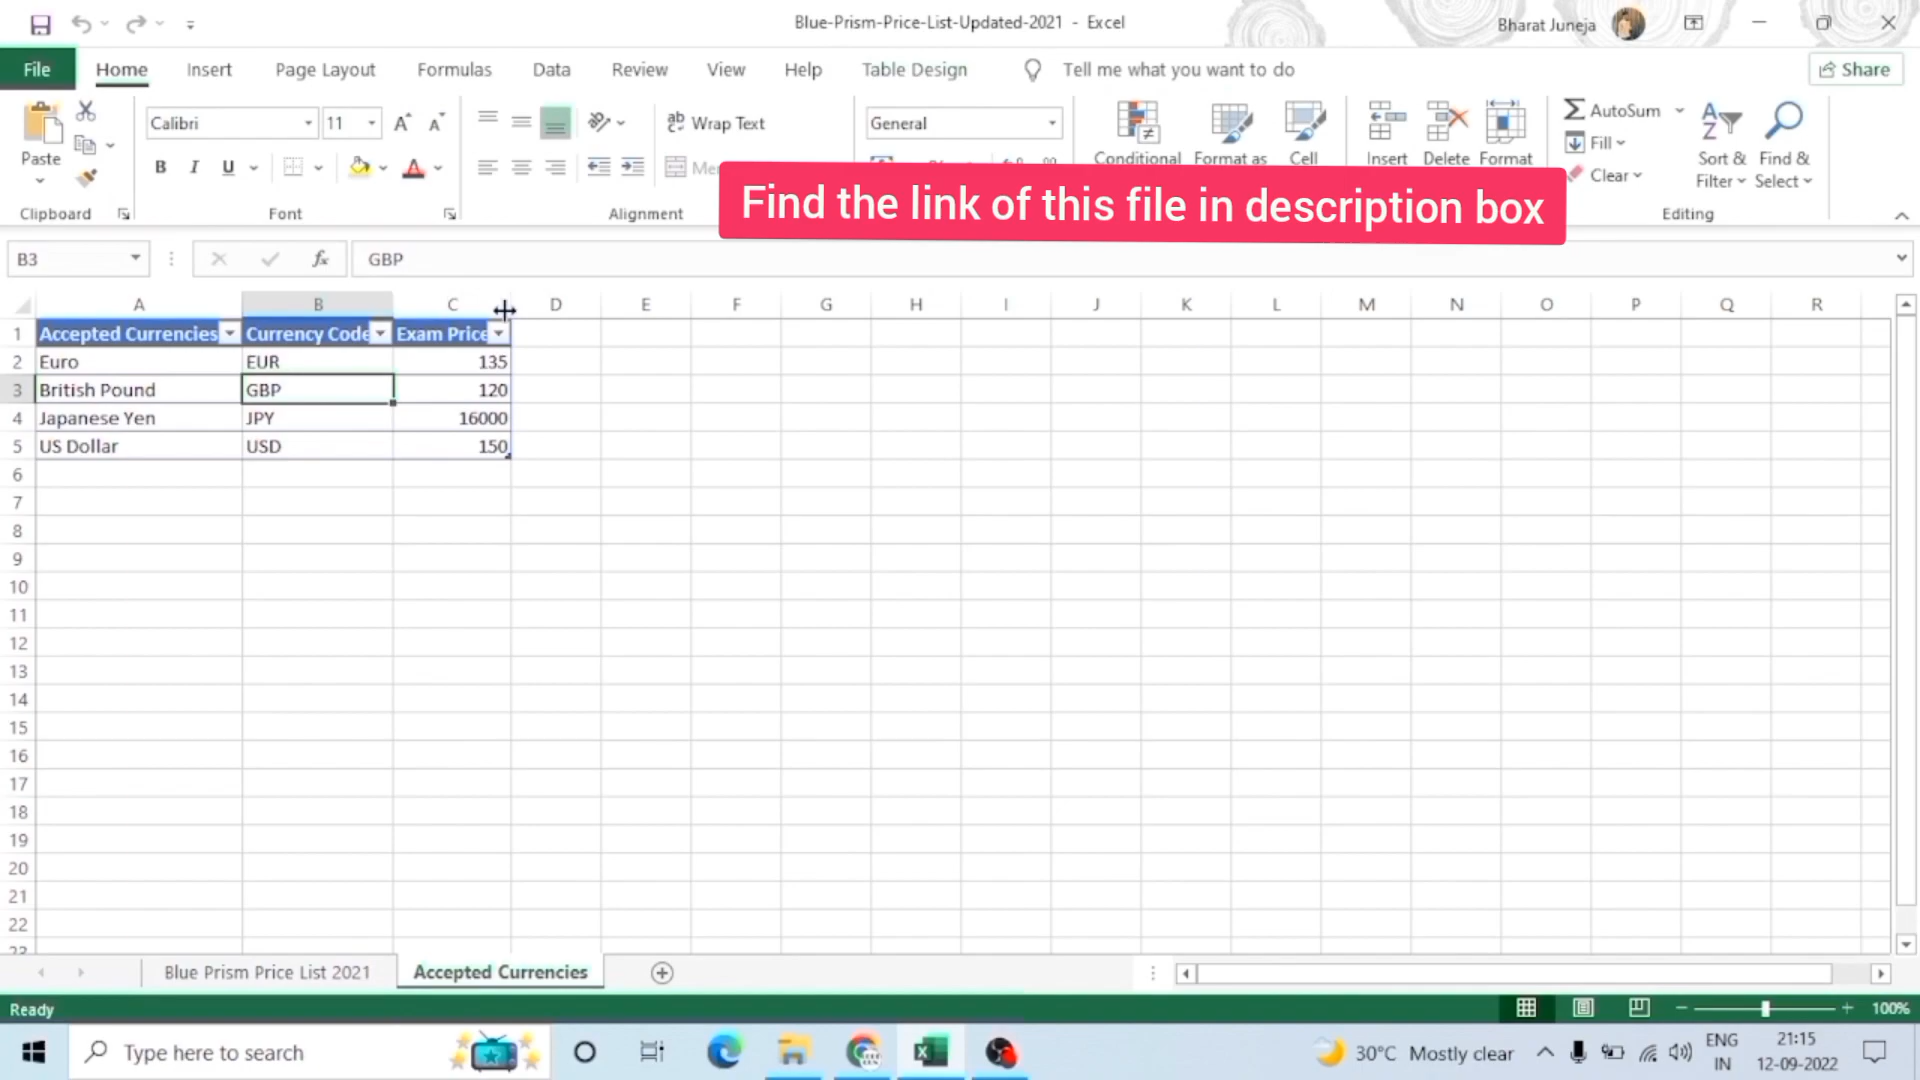 Blue-Prism-Price-List-Updated-2021 - Excel
Bharat Juneja
File Home Insert Page Layout Formulas Data Review View Help Table Design Tell me what you want to do Share
Calibri 11 Wrap Text General AutoSum
Paste B I U Conditional Format as Cell Insert Delete Format Fill Sort & Find &
Clear Filter Select
Clipboard Font Alignment Editing
Find the link of this file in description box
B3 fx GBP
A B C D E F G H I J K L M N O P Q R
1 Accepted Currencies Currency Code Exam Price
2 Euro EUR 135
3 British Pound GBP 120
4 Japanese Yen JPY 16000
5 US Dollar USD 150
6
7
8
9
10
11
12
13
14
15
16
17
18
19
20
21
22
23
Blue Prism Price List 2021 Accepted Currencies
Ready 100%
Type here to search 30°C Mostly clear ENG 21:15
IN 12-09-2022